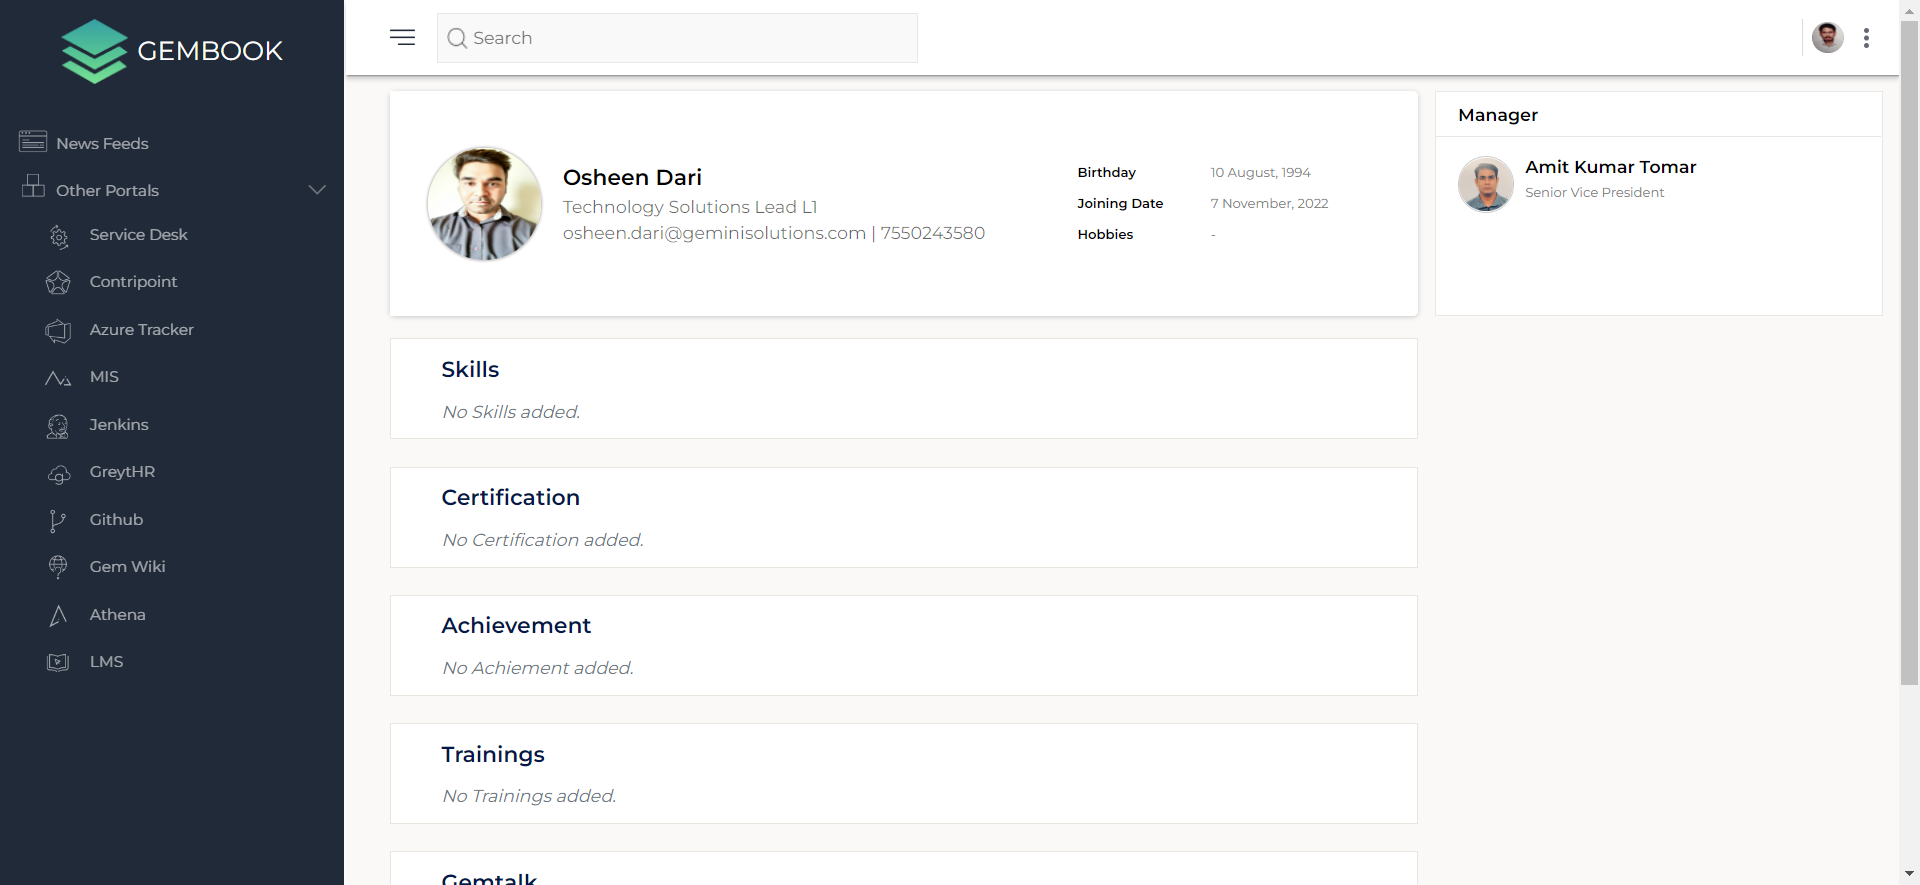 GEMBOOK
News Feeds
Other Portals
Service Desk
Contripoint
Azure Tracker
MIS
Jenkins
GreytHR
Github
Gem Wiki
Athena
LMS
Search
Osheen Dari
Technology Solutions Lead L1
osheen.dari@geminisolutions.com | 7550243580
Birthday 10 August, 1994
Joining Date 7 November, 2022
Hobbies -
Manager
Amit Kumar Tomar
Senior Vice President
Skills
No Skills added.
Certification
No Certification added.
Achievement
No Achiement added.
Trainings
No Trainings added.
Gemtalk